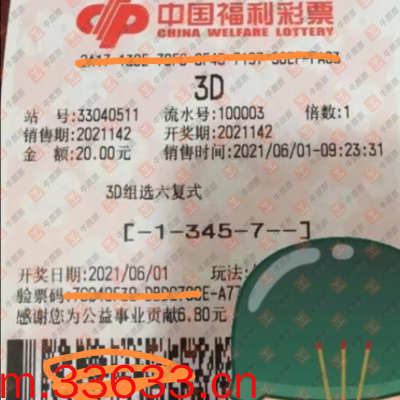 中国福利彩票
CHINA WELFARE LOTTERY
3D
站 号:33040511 流水号:100003 倍数:1
销售期:2021142 开奖期:2021142
金 额:20.00元 销售时间:2021/06/01-09:23:31
3D组选六复式
[-1-345-7--]
开奖日期:2021/06/01 玩法:
验票码
感谢您为公益事业贡献6.80元
m.33633.cn